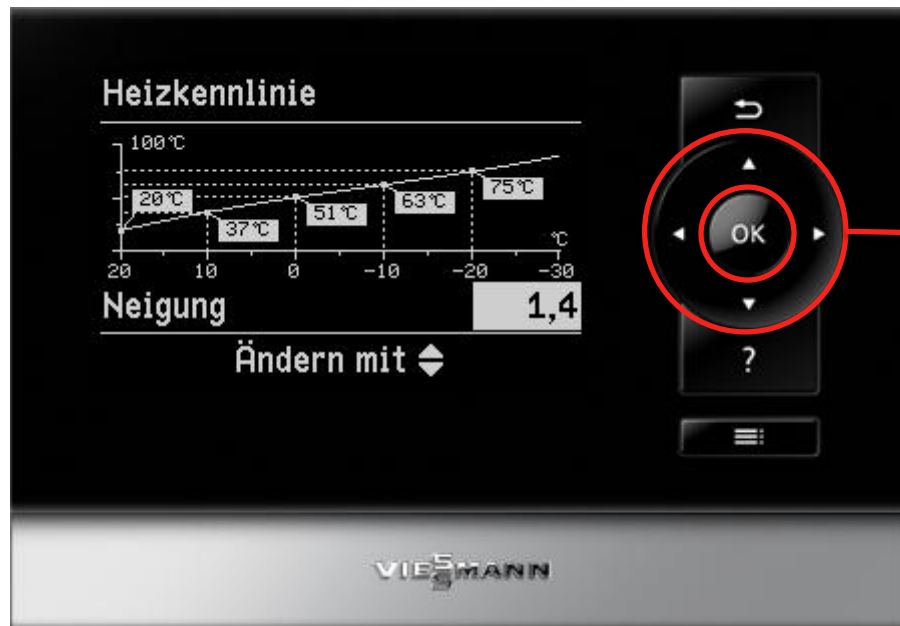 Heizkennlinie
100°C
20°C
37°C
51°C
63°C
75°C
°C
20 10 0 -10 -20 -30
Neigung 1,4
Ändern mit
OK
?
VIESSMANN